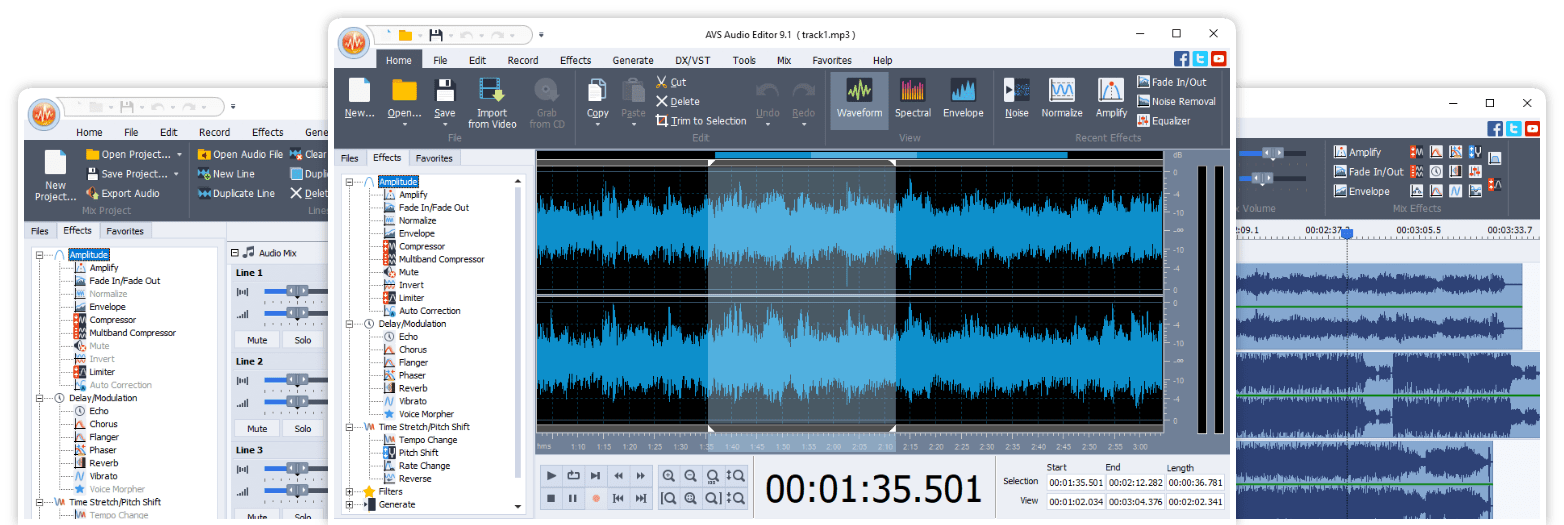 AVS Audio Editor 9.1 ( track1.mp3 )
Home File Edit Record Effects Generate DX/VST Tools Mix Favorites Help
New... Open... Save Import from Video Grab from CD
File
Copy Paste Cut Delete Trim to Selection Undo Redo
Edit
Waveform Spectral Envelope
View
Noise Normalize Amplify Fade In/Out Noise Removal Equalizer
Recent Effects
Files Effects Favorites
Amplitude
Amplify
Fade In/Fade Out
Normalize
Envelope
Compressor
Multiband Compressor
Mute
Invert
Limiter
Auto Correction
Delay/Modulation
Echo
Chorus
Flanger
Phaser
Reverb
Vibrato
Voice Morpher
Time Stretch/Pitch Shift
Tempo Change
Pitch Shift
Rate Change
Reverse
Filters
Generate
dB
0
-4
-10
-∞
-10
-4
0
0
-4
-10
-∞
-10
-4
0
hms 1:10 1:15 1:20 1:25 1:30 1:35 1:40 1:45 1:50 1:55 2:00 2:05 2:10 2:15 2:20 2:25 2:30 2:35 2:40 2:45 2:50 2:55 3:00
00:01:35.501
Start End Length
Selection 00:01:35.501 00:02:12.282 00:00:36.781
View 00:01:02.034 00:03:04.376 00:02:02.341
Home File Edit Record Effects Gene
New Project...
Open Project...
Save Project...
Export Audio
Mix Project
Open Audio File Clear
New Line Dupli
Duplicate Line Delet
Lines
Files Effects Favorites
Amplitude
Amplify
Fade In/Fade Out
Normalize
Envelope
Compressor
Multband Compressor
Mute
Invert
Limiter
Auto Correction
Delay/Modulation
Echo
Chorus
Flanger
Phaser
Reverb
Vibrato
Voice Morpher
Time Stretch/Pitch Shift
Tempo Change
Audio Mix
Line 1
Mute Solo
Line 2
Mute Solo
Line 3
Mute Solo
Amplify
Fade In/Out
Envelope
x Volume
Mix Effects
2:09.1 00:02:37.3 00:03:05.5 00:03:33.7